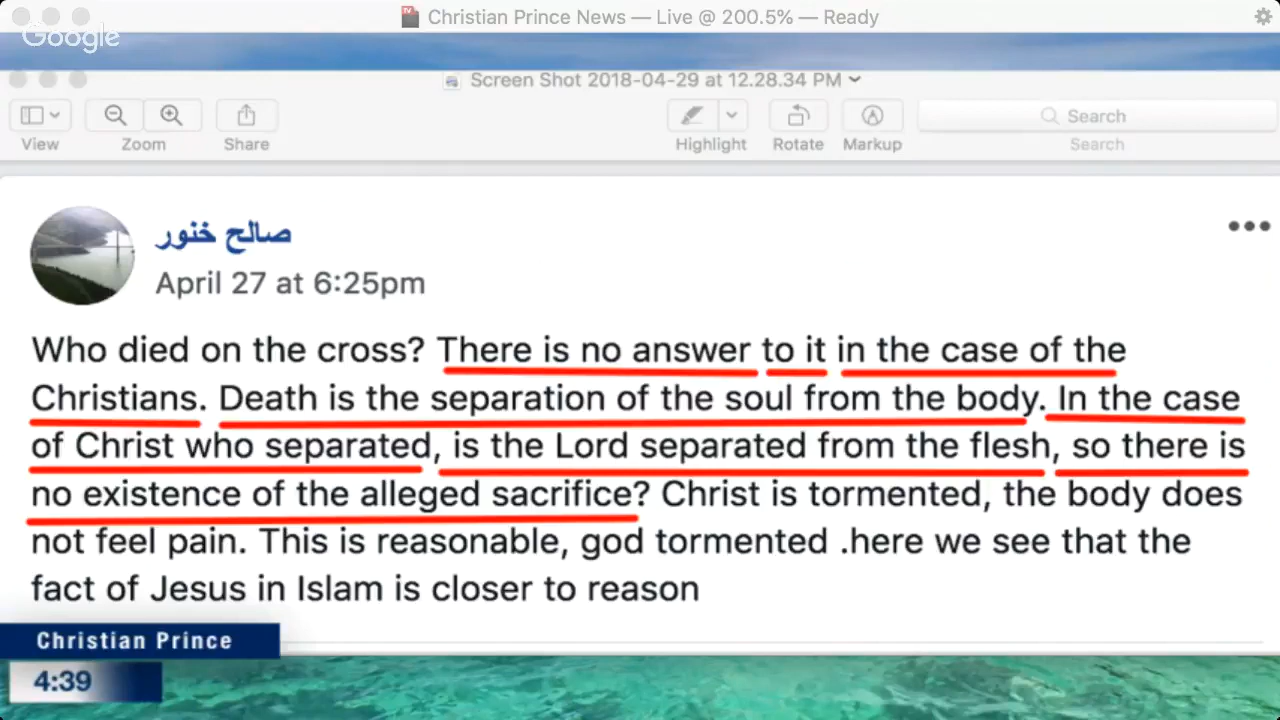 Christian Prince News — Live @ 200.5% — Ready
Google
Screen Shot 2018-04-29 at 12.28.34 PM
View Zoom Share Highlight Rotate Markup Search
Search
صالح خنور
April 27 at 6:25pm
Who died on the cross? There is no answer to it in the case of the
Christians. Death is the separation of the soul from the body. In the case
of Christ who separated, is the Lord separated from the flesh, so there is
no existence of the alleged sacrifice? Christ is tormented, the body does
not feel pain. This is reasonable, god tormented .here we see that the
fact of Jesus in Islam is closer to reason
Christian Prince
4:39